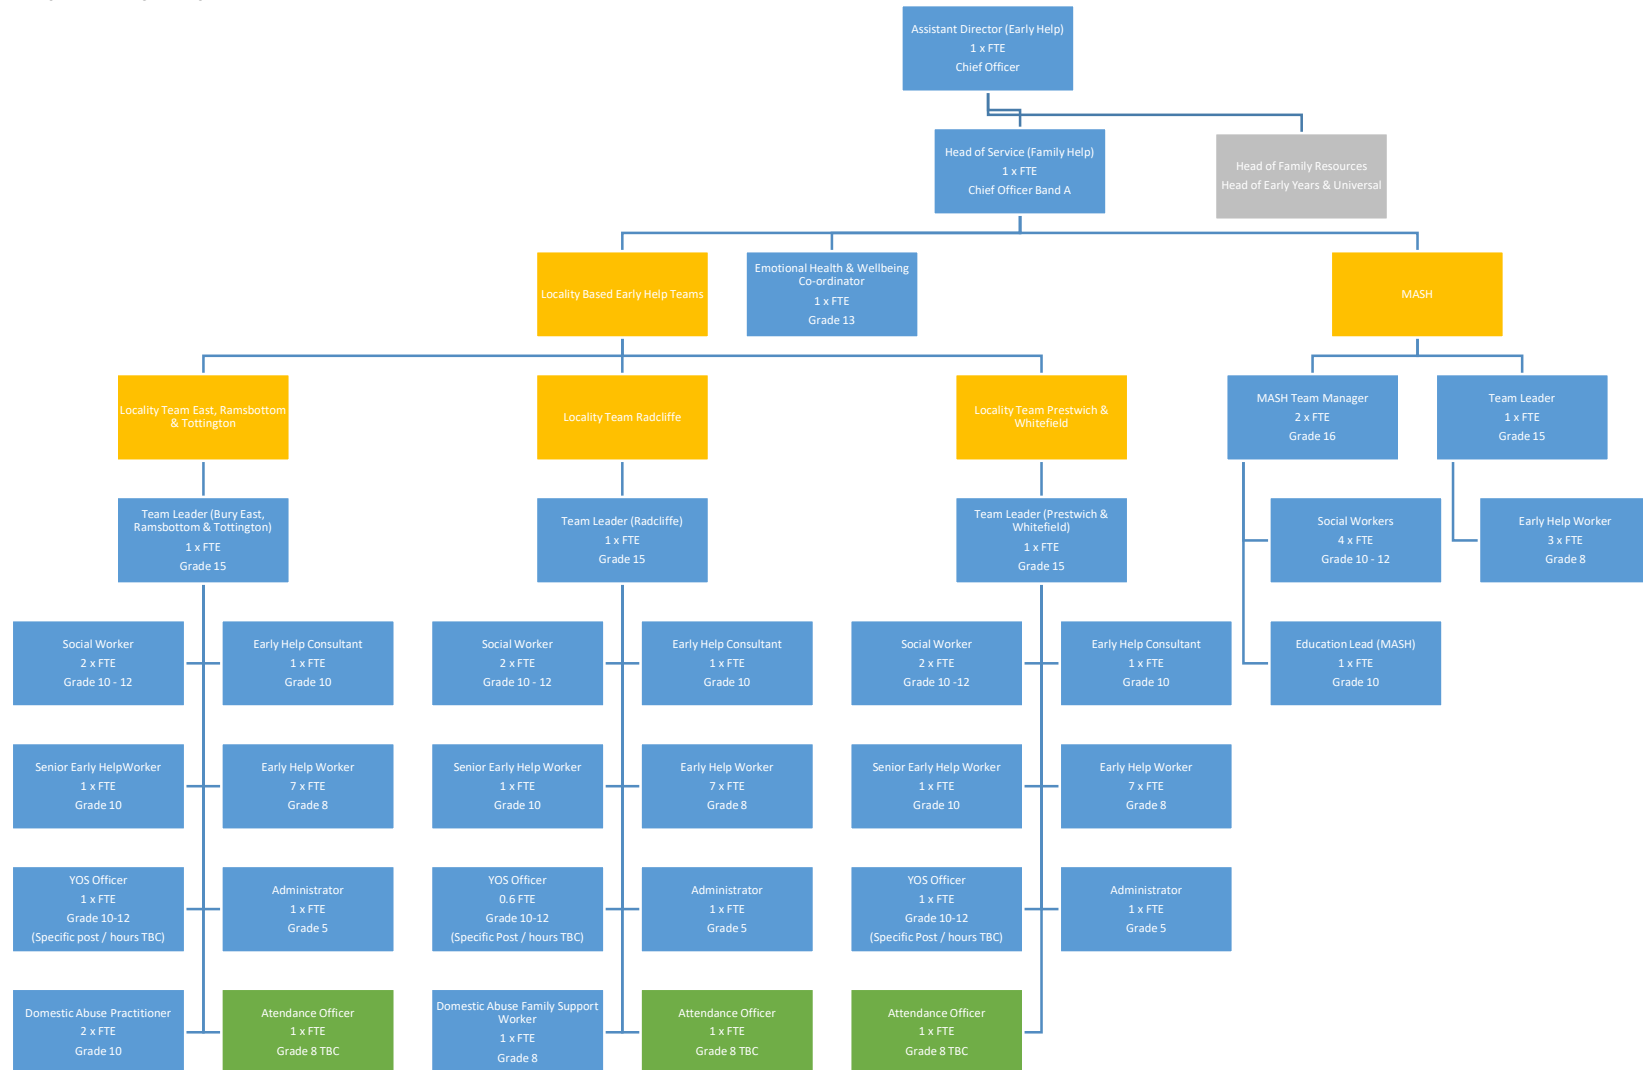 Assistant Director (Early Help)
1 x FTE
Chief Officer
Head of Service (Family Help)
1 x FTE
Chief Officer Band A
Head of Family Resources
Head of Early Years & Universal
Locality Based Early Help Teams
Emotional Health & Wellbeing
Co-ordinator
1 x FTE
Grade 13
MASH
Locality Team East, Ramsbottom
& Tottington
Locality Team Radcliffe
Locality Team Prestwich &
Whitefield
MASH Team Manager
2 x FTE
Grade 16
Team Leader
1 x FTE
Grade 15
Team Leader (Bury East,
Ramsbottom & Tottington)
1 x FTE
Grade 15
Team Leader (Radcliffe)
1 x FTE
Grade 15
Team Leader (Prestwich &
Whitefield)
1 x FTE
Grade 15
Social Workers
4 x FTE
Grade 10 - 12
Early Help Worker
3 x FTE
Grade 8
Social Worker
2 x FTE
Grade 10 - 12
Early Help Consultant
1 x FTE
Grade 10
Social Worker
2 x FTE
Grade 10 - 12
Early Help Consultant
1 x FTE
Grade 10
Social Worker
2 x FTE
Grade 10 -12
Early Help Consultant
1 x FTE
Grade 10
Education Lead (MASH)
1 x FTE
Grade 10
Senior Early HelpWorker
1 x FTE
Grade 10
Early Help Worker
7 x FTE
Grade 8
Senior Early Help Worker
1 x FTE
Grade 10
Early Help Worker
7 x FTE
Grade 8
Senior Early Help Worker
1 x FTE
Grade 10
Early Help Worker
7 x FTE
Grade 8
YOS Officer
1 x FTE
Grade 10-12
(Specific post / hours TBC)
Administrator
1 x FTE
Grade 5
YOS Officer
0.6 FTE
Grade 10-12
(Specific Post / hours TBC)
Administrator
1 x FTE
Grade 5
YOS Officer
1 x FTE
Grade 10-12
(Specific Post / hours TBC)
Administrator
1 x FTE
Grade 5
Domestic Abuse Practitioner
2 x FTE
Grade 10
Atendance Officer
1 x FTE
Grade 8 TBC
Domestic Abuse Family Support
Worker
1 x FTE
Grade 8
Attendance Officer
1 x FTE
Grade 8 TBC
Attendance Officer
1 x FTE
Grade 8 TBC